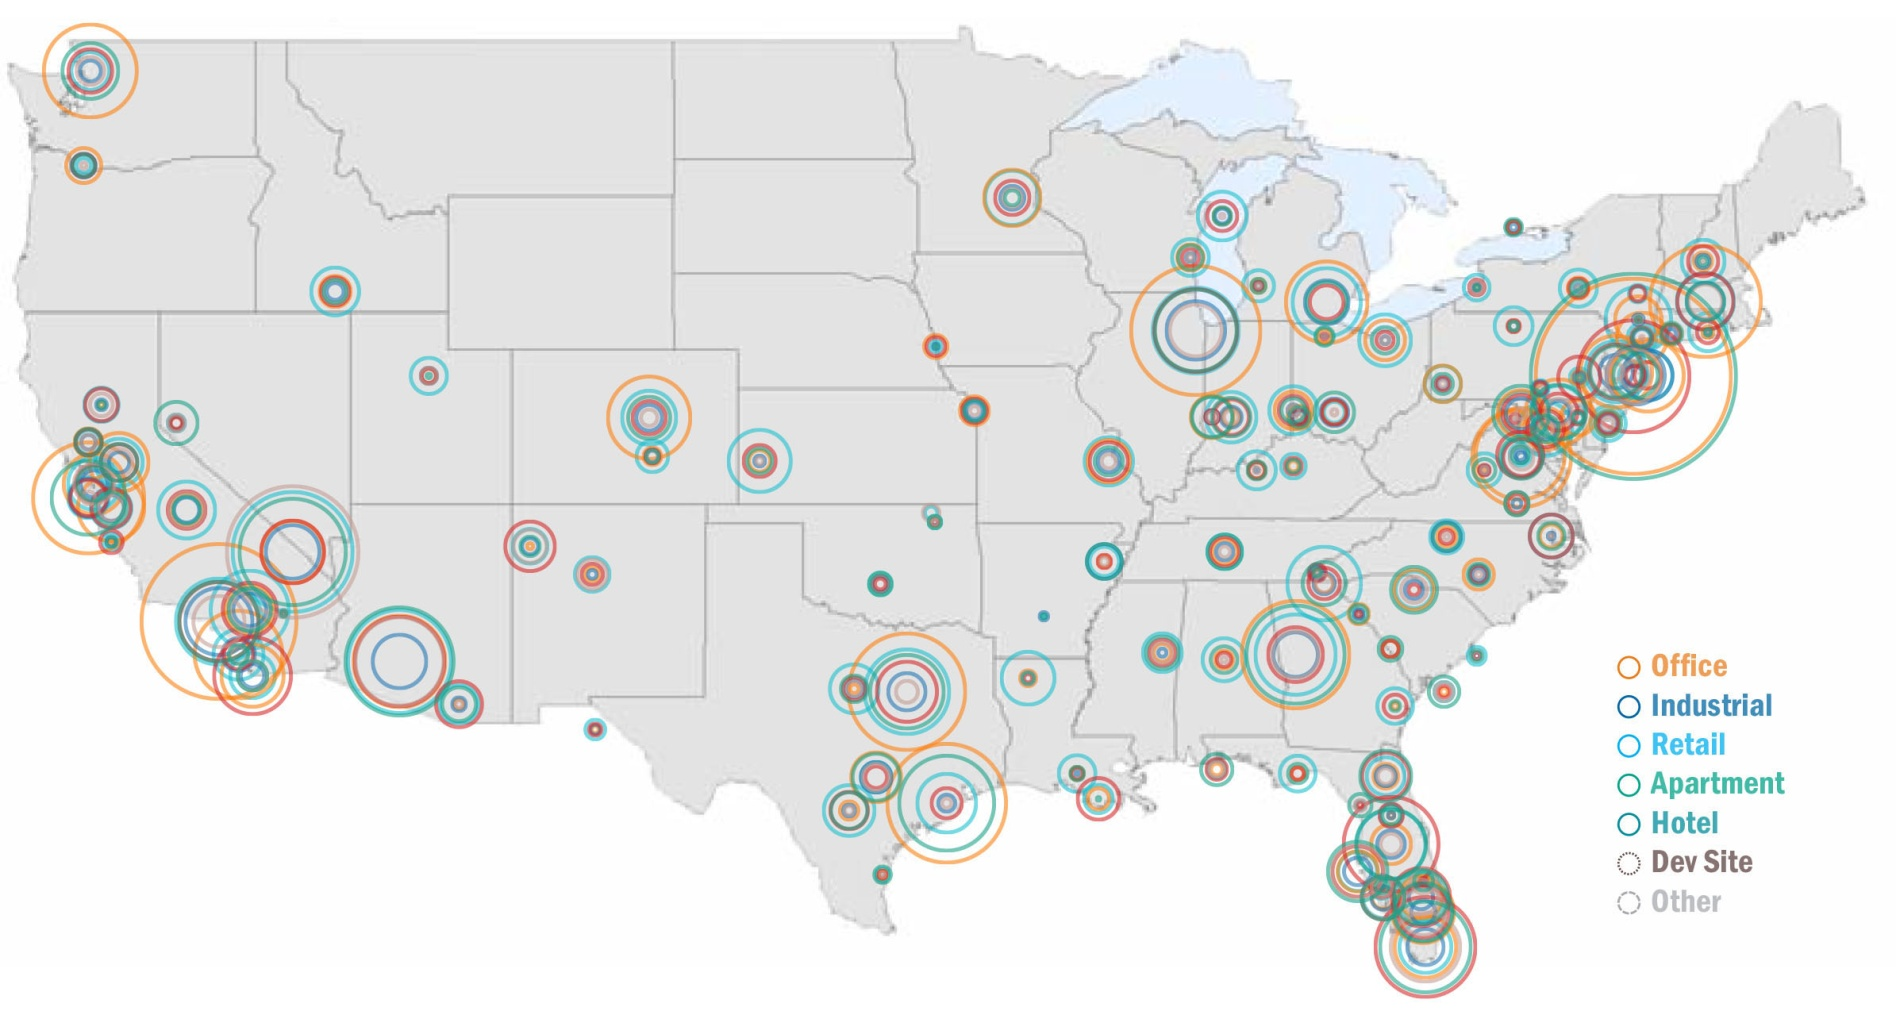 Office
Industrial
Retail
Apartment
Hotel
Dev Site
Other